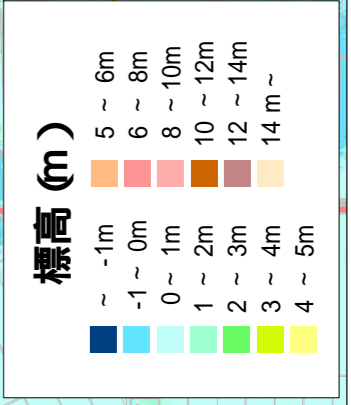 標高 (m)
~ -1m
-1 ~ 0m
0 ~ 1m
1 ~ 2m
2 ~ 3m
3 ~ 4m
4 ~ 5m
5 ~ 6m
6 ~ 8m
8 ~ 10m
10 ~ 12m
12 ~ 14m
14 m ~